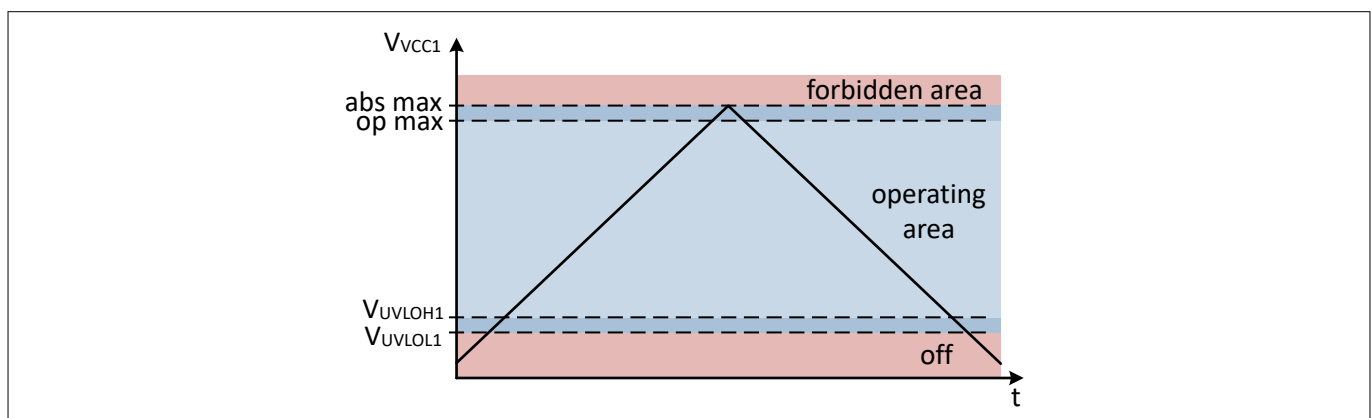 VVCC1
forbidden area
abs max
op max
operating
area
VUVLOH1
VUVLOL1
off
t